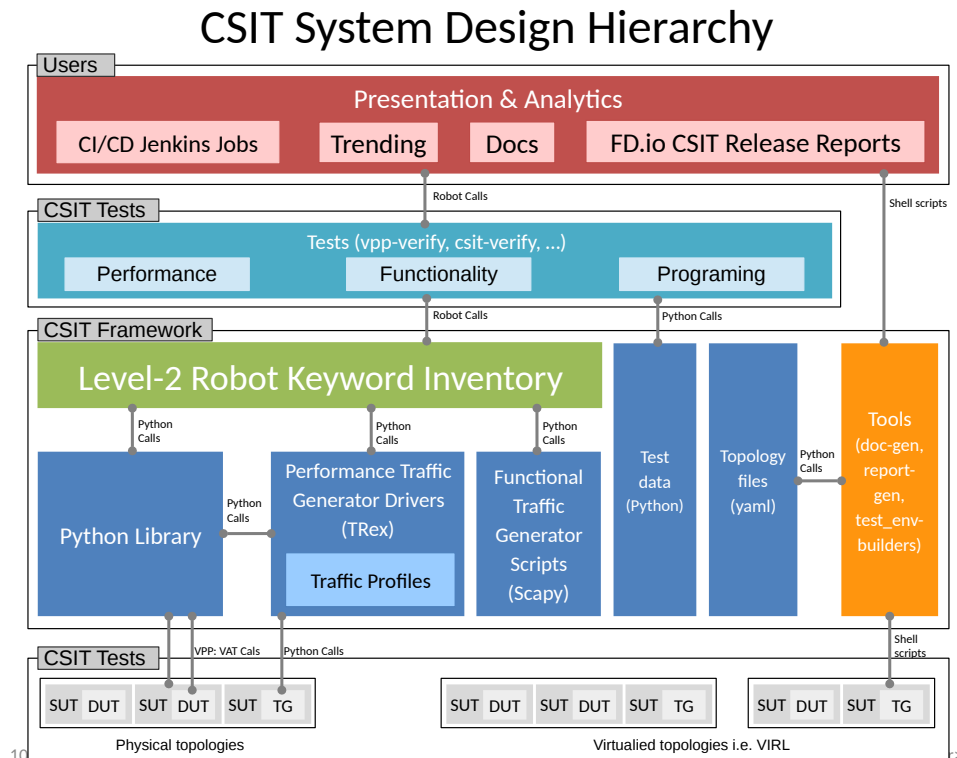 CSIT System Design Hierarchy
Users
Presentation & Analytics
CI/CD Jenkins Jobs
Trending
Docs
FD.io CSIT Release Reports
Robot Calls
Shell scripts
CSIT Tests
Tests (vpp-verify, csit-verify, ...)
Performance
Functionality
Programing
Robot Calls
Python Calls
CSIT Framework
Level-2 Robot Keyword Inventory
Python
Calls
Python
Calls
Python
Calls
Python Library
Python
Calls
Performance Traffic
Generator Drivers
(TRex)
Traffic Profiles
Functional
Traffic
Generator
Scripts
(Scapy)
Test
data
(Python)
Topology
files
(yaml)
Python
Calls
Tools
(doc-gen,
report-
gen,
test_env-
builders)
VPP: VAT Cals
Python Calls
Shell
scripts
CSIT Tests
SUT DUT
SUT DUT
SUT TG
SUT DUT
SUT DUT
SUT TG
SUT DUT
SUT TG
Physical topologies
Virtualied topologies i.e. VIRL
10